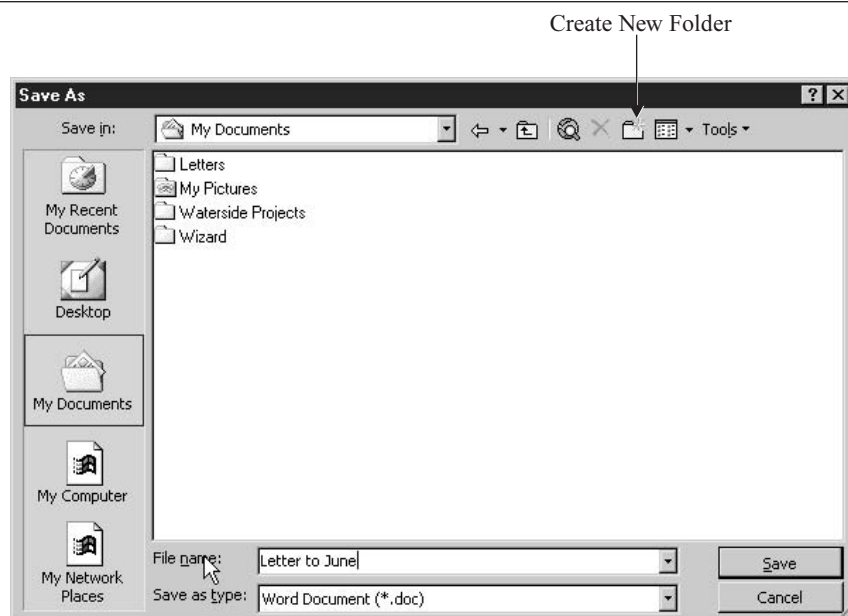 Create New Folder
Save As
Save in:
My Documents
Tools
My Recent
Documents
Desktop
My Documents
My Computer
My Network
Places
Letters
My Pictures
Waterside Projects
Wizard
File name:
Letter to June
Save
Save as type:
Word Document (*.doc)
Cancel